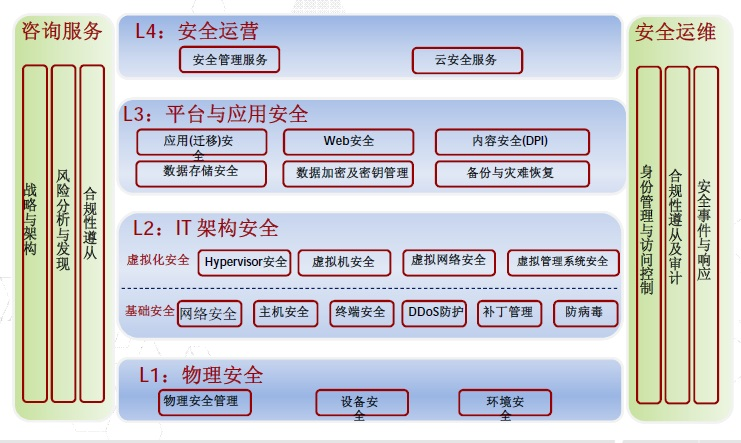 咨询服务
战略与架构
风险分析与发现
合规性遵从
L4：安全运营
安全管理服务
云安全服务
L3：平台与应用安全
应用(迁移)安
全
Web安全
内容安全(DPI)
数据存储安全
数据加密及密钥管理
备份与灾难恢复
L2：IT 架构安全
虚拟化安全
Hypervisor安全
虚拟机安全
虚拟网络安全
虚拟管理系统安全
基础安全
网络安全
主机安全
终端安全
DDoS防护
补丁管理
防病毒
L1：物理安全
物理安全管理
设备安
全
环境安
全
安全运维
身份管理与访问控制
合规性遵从及审计
安全事件与响应